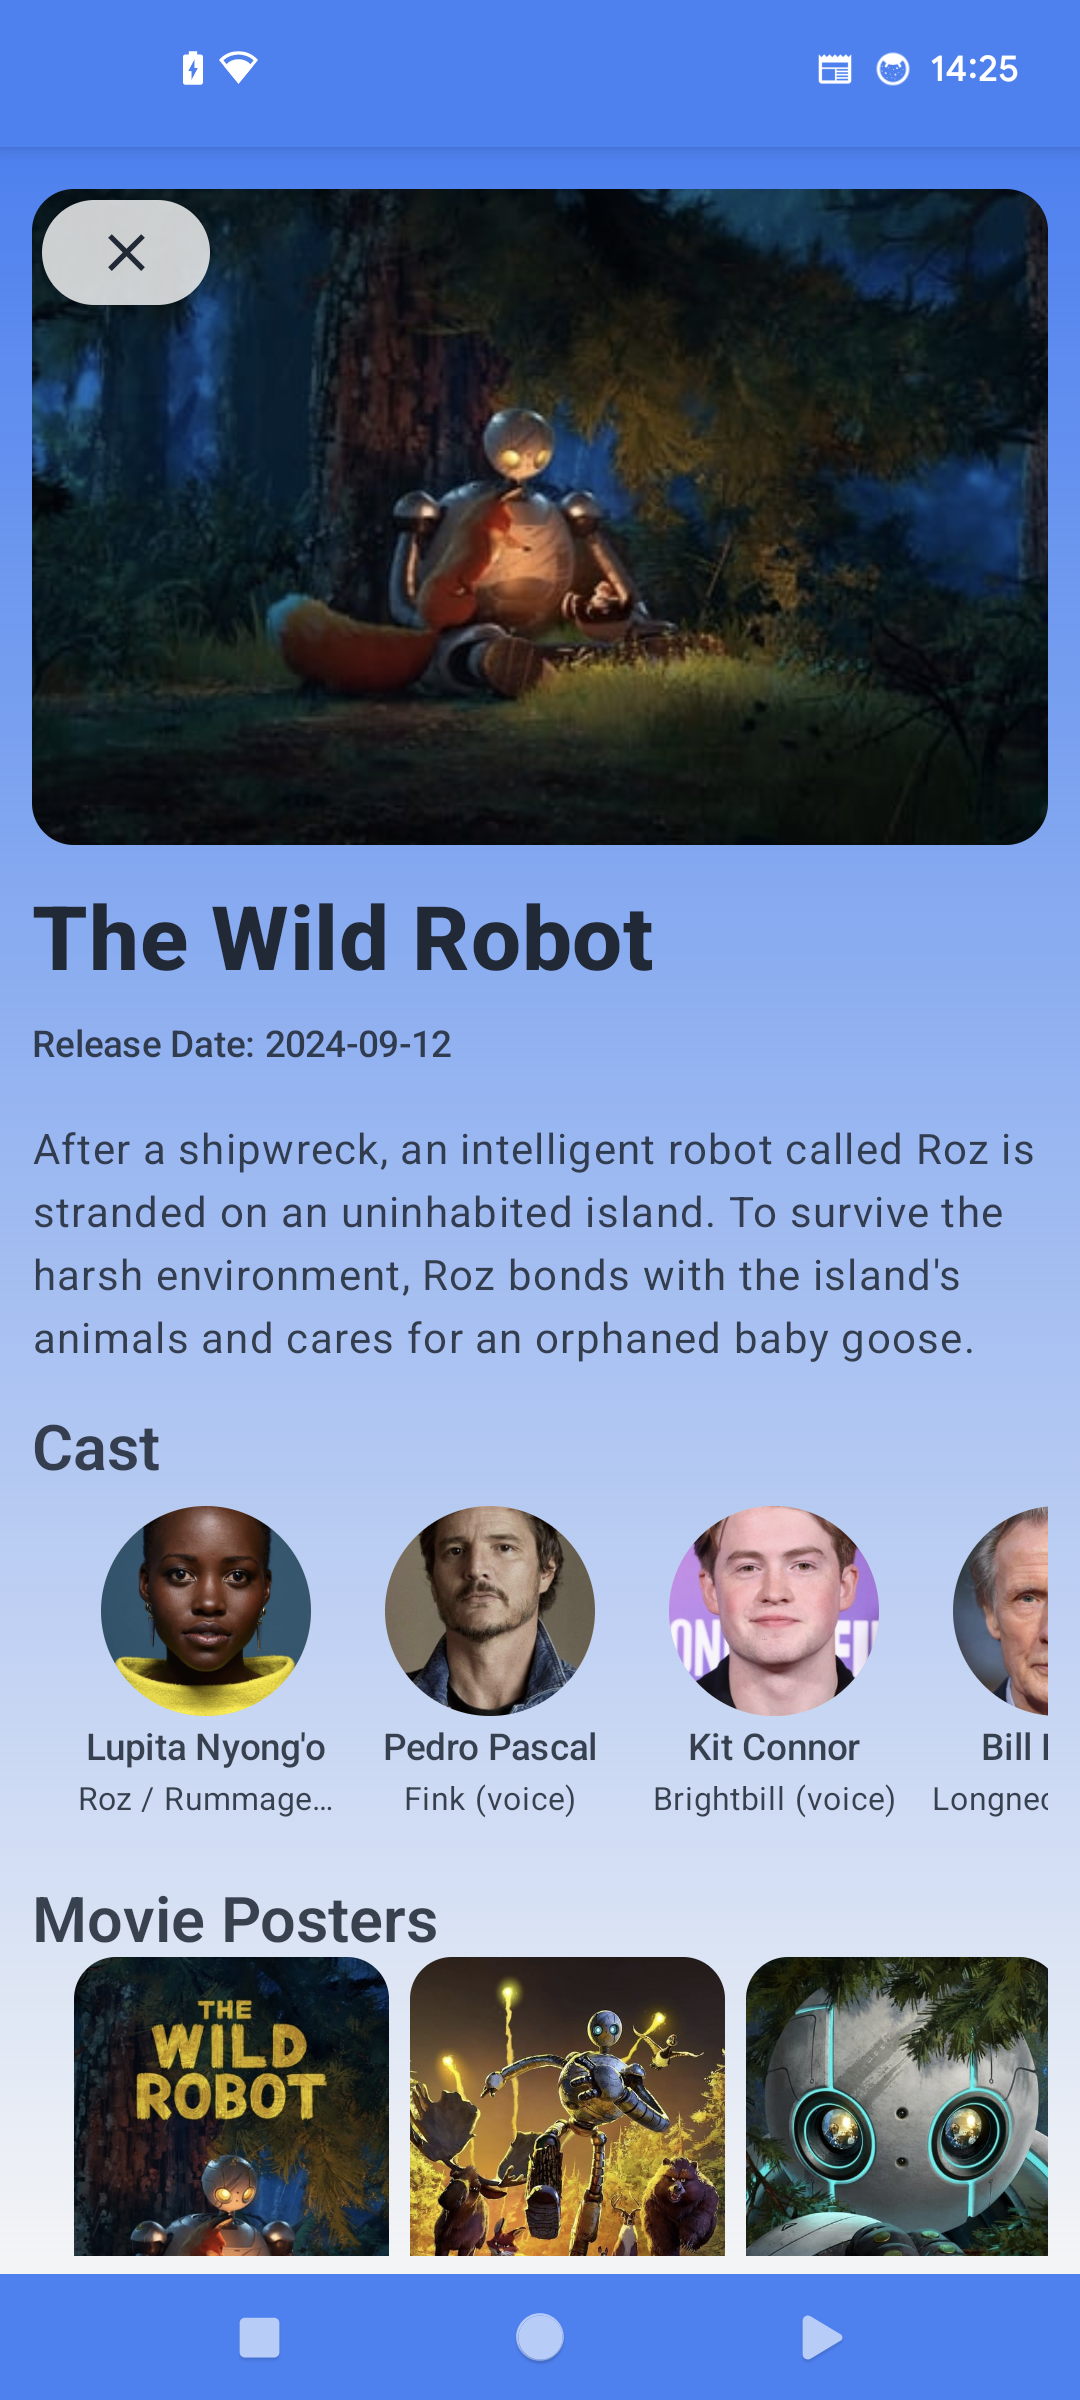 14:25
The Wild Robot
Release Date: 2024-09-12
After a shipwreck, an intelligent robot called Roz is
stranded on an uninhabited island. To survive the
harsh environment, Roz bonds with the island's
animals and cares for an orphaned baby goose.
Cast
Lupita Nyong'o
Pedro Pascal
Kit Connor
Bill
Roz / Rummage…
Fink (voice)
Brightbill (voice)
Movie Posters
THE
WILD
ROBOT